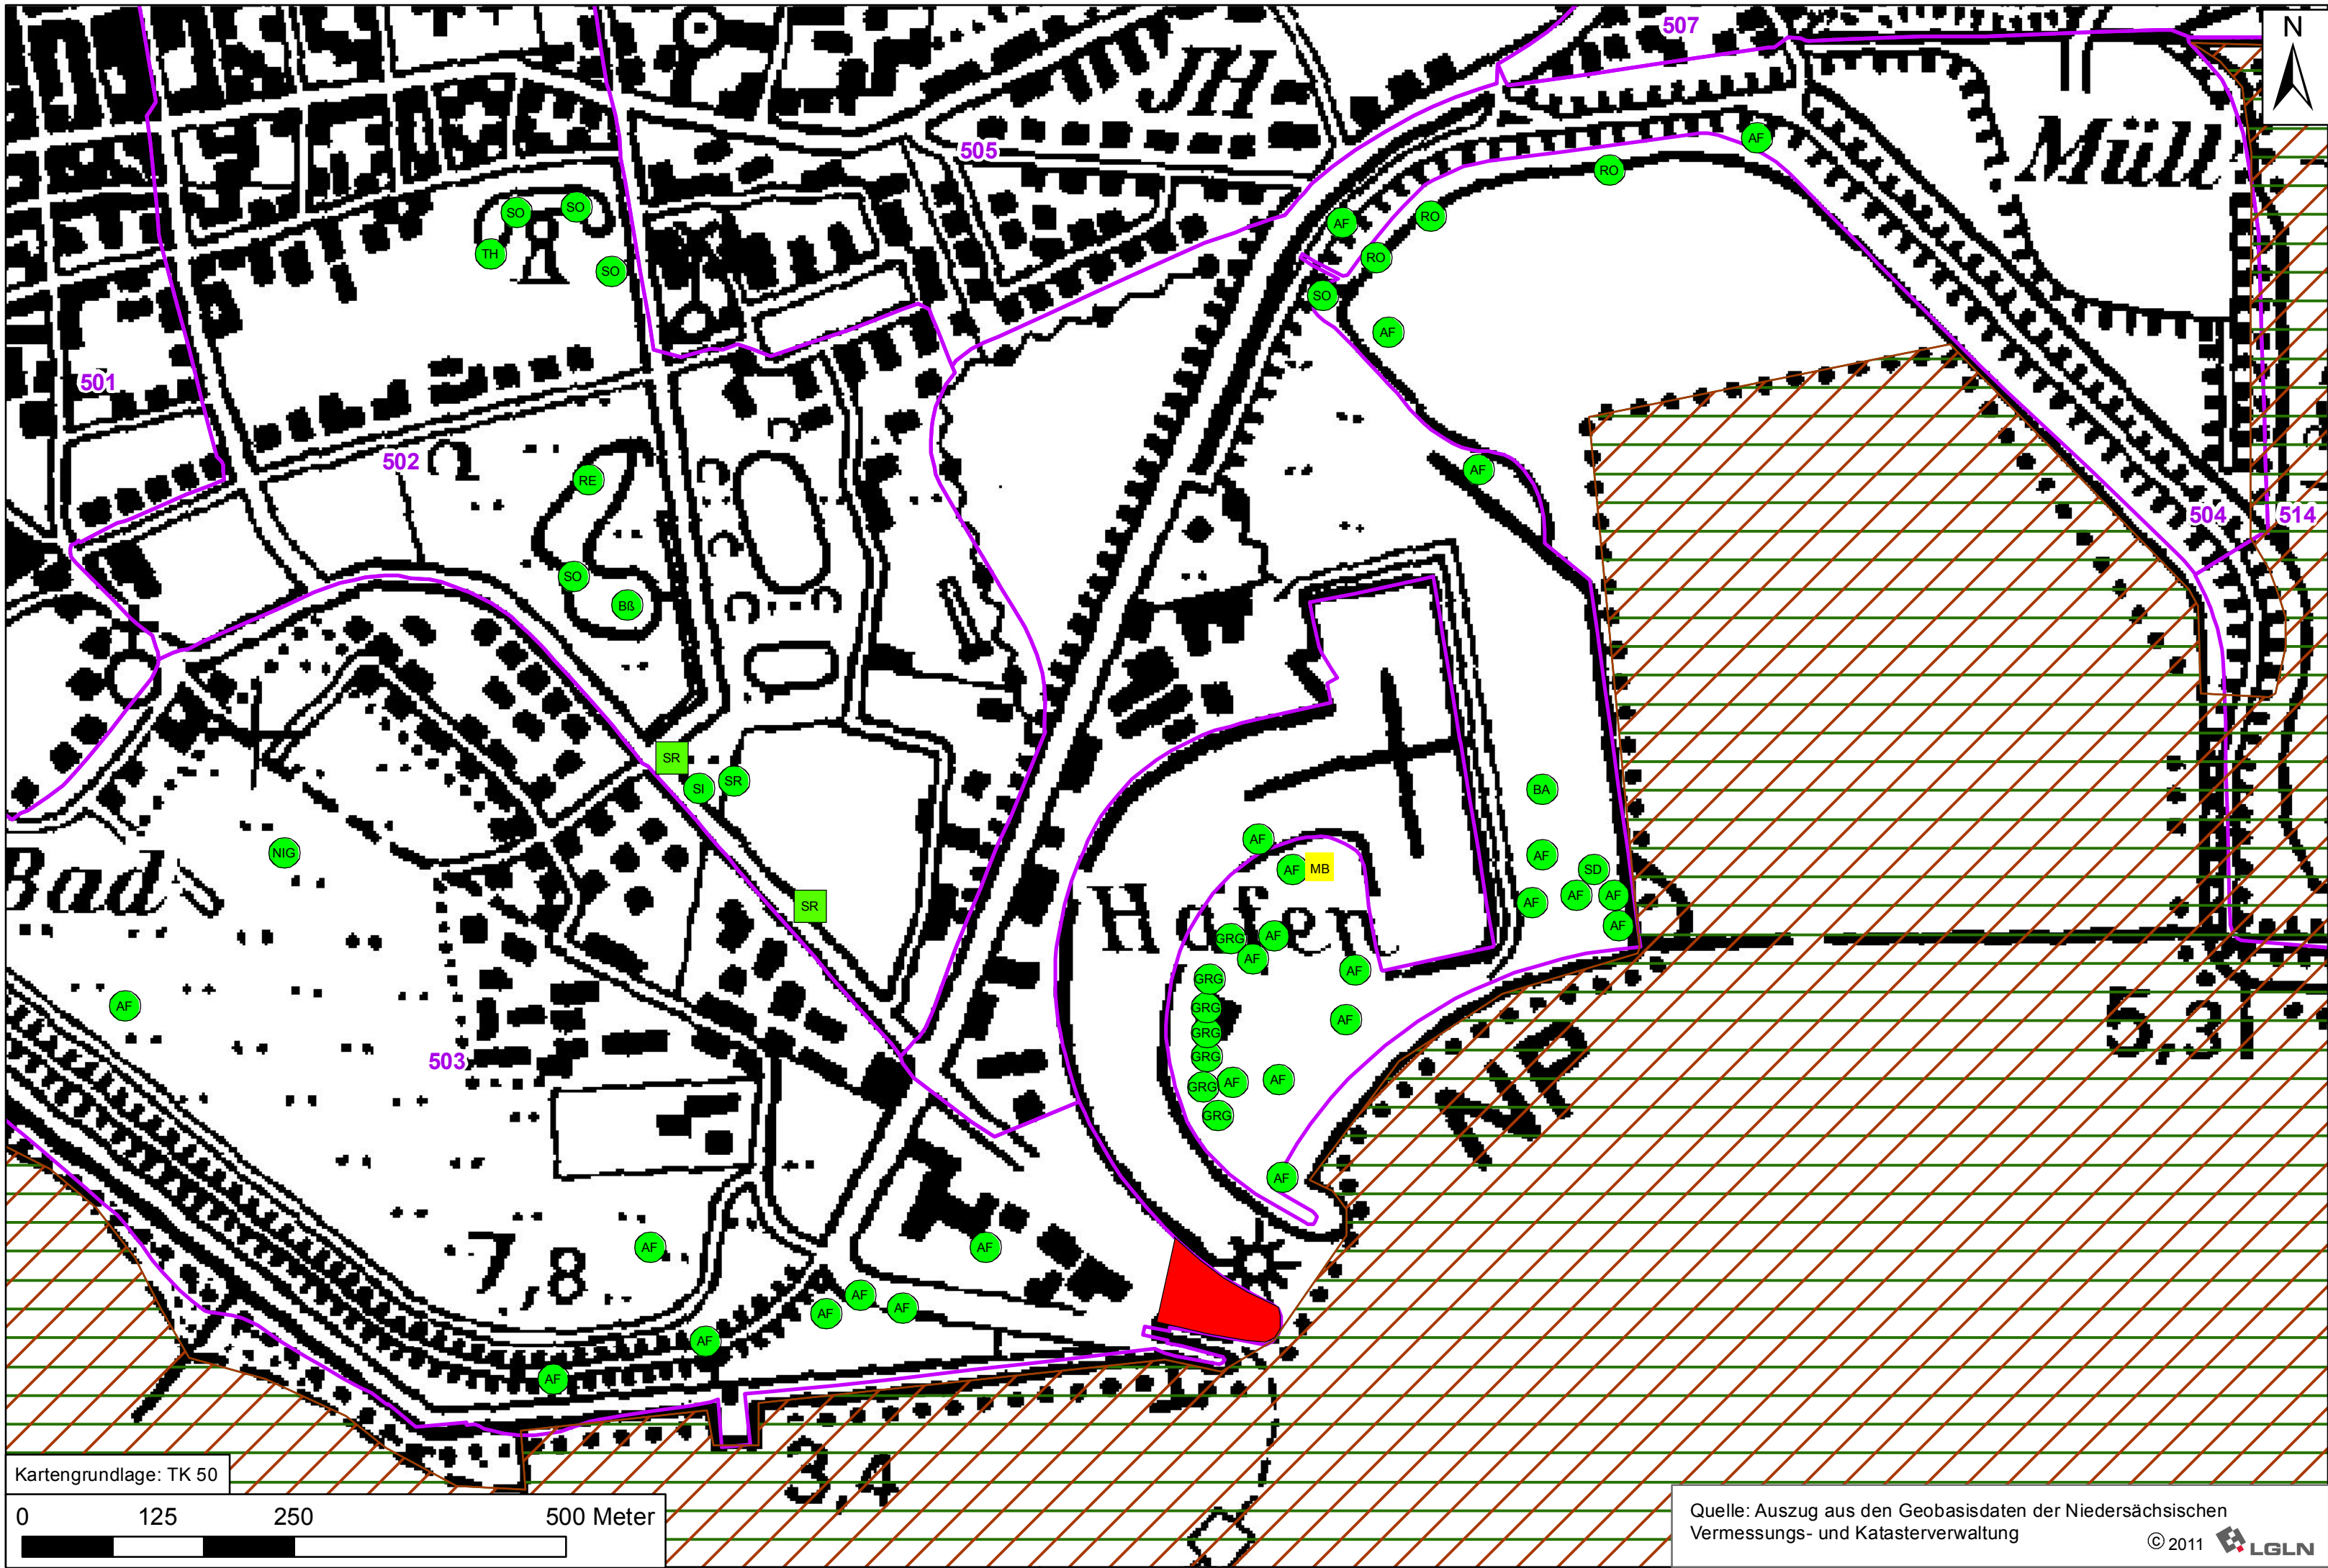 507
N
JH
505
Müll
AF
RO
SO
SO
TH
SO
AF
RO
RO
SO
AF
501
502
RE
AF
504
514
SO
Bß
SR
SI
SR
BA
NIG
AF
AF
MB
AF
SD
Bad
AF
AF
AF
SR
Hafen
AF
GRG
AF
AF
GRG
AF
AF
GRG
AF
5,31
GRG
NP
503
GRG
GRG
AF
AF
GRG
AF
7,8
AF
AF
AF
AF
AF
AF
AF
3,4
Kartengrundlage: TK 50
0 125 250 500 Meter
Quelle: Auszug aus den Geobasisdaten der Niedersächsischen
Vermessungs- und Katasterverwaltung
© 2011 LGLN